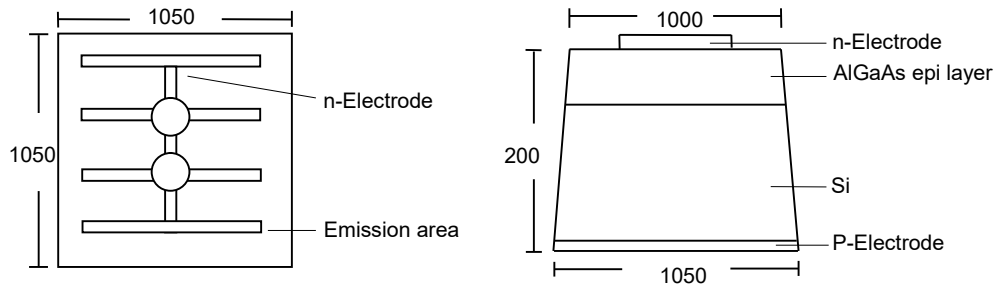 1050
n-Electrode
1050
Emission area
1000
n-Electrode
AlGaAs epi layer
200
Si
P-Electrode
1050